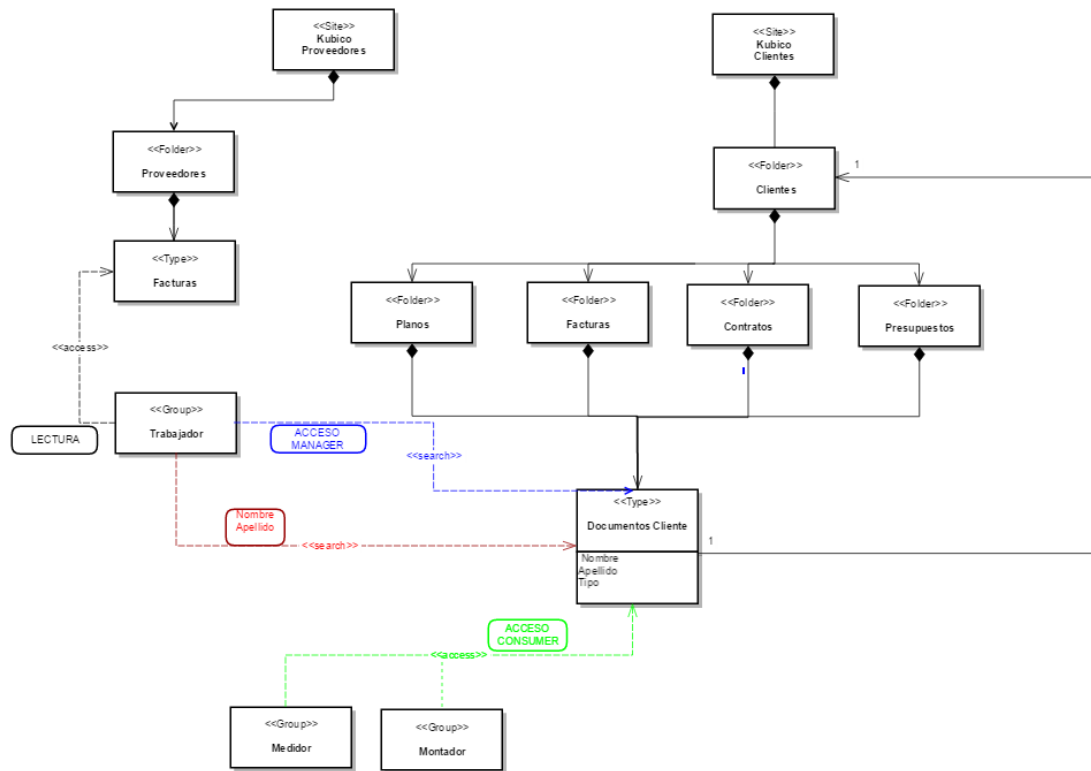 <<Site>>
Kubico
Proveedores
<<Site>>
Kubico
Clientes
<<Folder>>
Proveedores
<<Folder>>
Clientes
1
<<Type>>
Facturas
<<Folder>>
Planos
<<Folder>>
Facturas
<<Folder>>
Contratos
<<Folder>>
Presupuestos
<<access>>
<<Group>>
Trabajador
LECTURA
ACCESO
MANAGER
<<search>>
<<Type>>
Documentos Cliente
Nombre
Apellido
Tipo
1
Nombre
Apellido
<<search>>
ACCESO
CONSUMER
<<access>>
<<Group>>
Medidor
<<Group>>
Montador